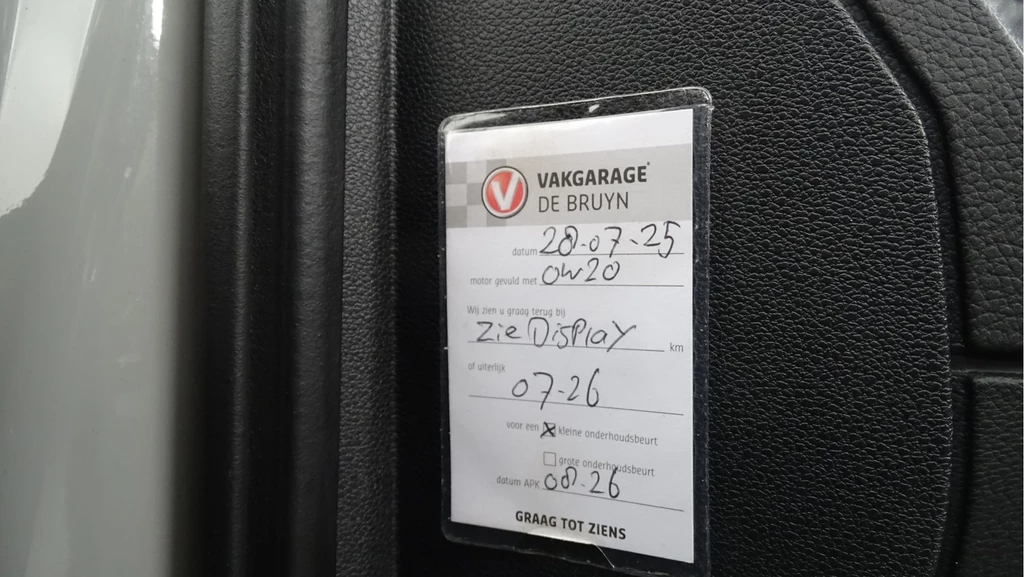 V VAKGARAGE
DE BRUYN
datum 28-07-25
motor gevuld met 0W20
Wij zien u graag terug bij
Zie Display km
of uiterlijk
07-26
voor een kleine onderhoudsbeurt
grote onderhoudsbeurt
datum APK 08-26
GRAAG TOT ZIENS